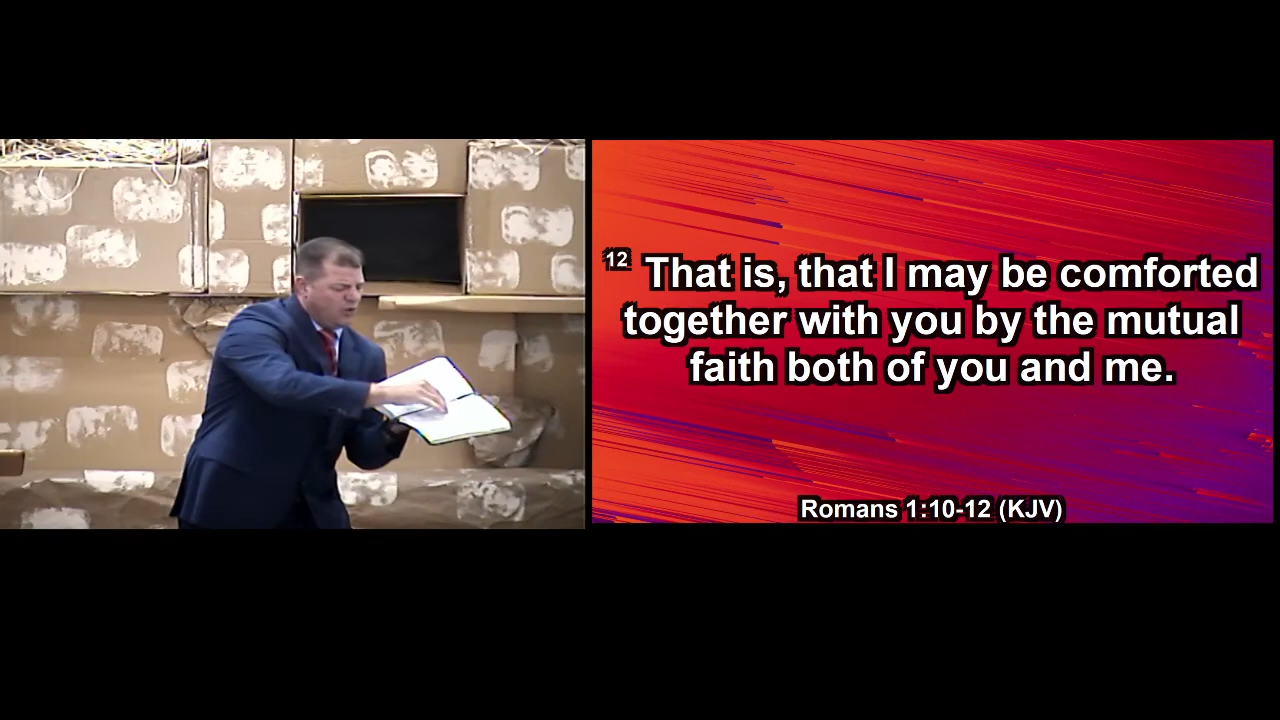 12 That is, that I may be comforted
together with you by the mutual
faith both of you and me.
Romans 1:10-12 (KJV)